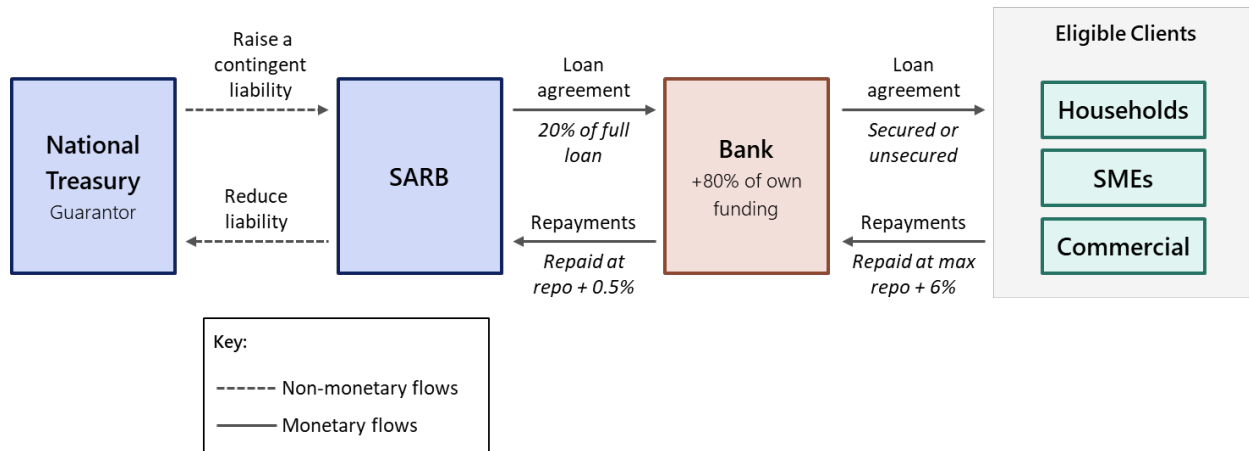 National
Treasury
Guarantor
Raise a
contingent
liability
Reduce
liability
SARB
Loan
agreement
20% of full
loan
Repayments
Repaid at
repo + 0.5%
Bank
+80% of own
funding
Loan
agreement
Secured or
unsecured
Repayments
Repaid at max
repo + 6%
Eligible Clients
Households
SMEs
Commercial
Key:
Non-monetary flows
Monetary flows